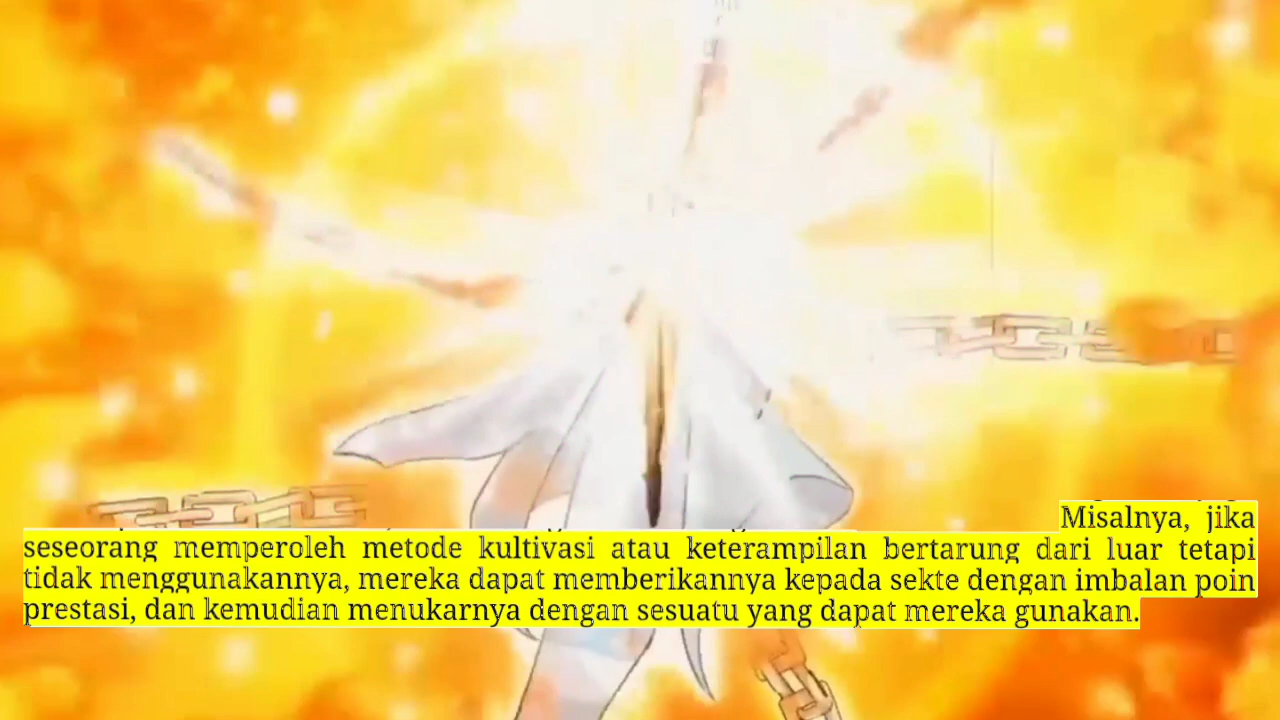 Misalnya, jika
seseorang memperoleh metode kultivasi atau keterampilan bertarung dari luar tetapi
tidak menggunakannya, mereka dapat memberikannya kepada sekte dengan imbalan poin
prestasi, dan kemudian menukarnya dengan sesuatu yang dapat mereka gunakan.